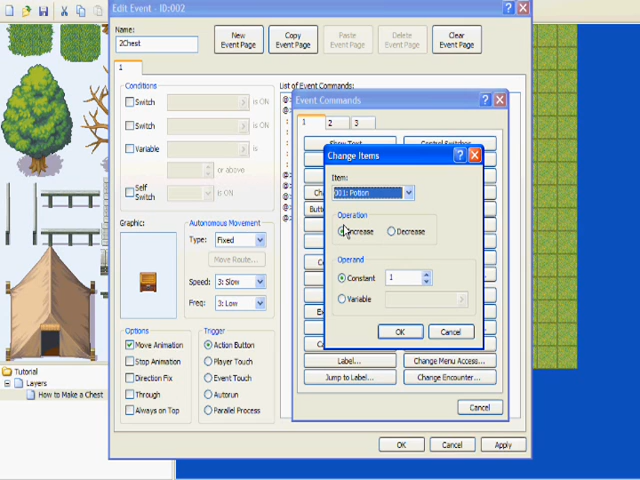 Edit Event - ID:002
Name:
2Chest
New
Event Page
Copy
Event Page
Paste
Event Page
Delete
Event Page
Clear
Event Page
1
Conditions
Switch
is ON
Switch
is ON
Variable
is
or above
Self
Switch
is ON
Graphic:
Autonomous Movement
Type:
Fixed
Move Route...
Speed:
3: Slow
Freq:
3: Low
Options
Move Animation
Stop Animation
Direction Fix
Through
Always on Top
Trigger
Action Button
Player Touch
Event Touch
Autorun
Parallel Process
List of Event Commands:
Event Commands
1
2
3
Change Items
Item:
001: Potion
Operation
Increase
Decrease
Operand
Constant
1
Variable
OK
Cancel
Label...
Change Menu Access...
Jump to Label...
Change Encounter...
Cancel
OK
Cancel
Apply
Tutorial
Layers
How to Make a Chest